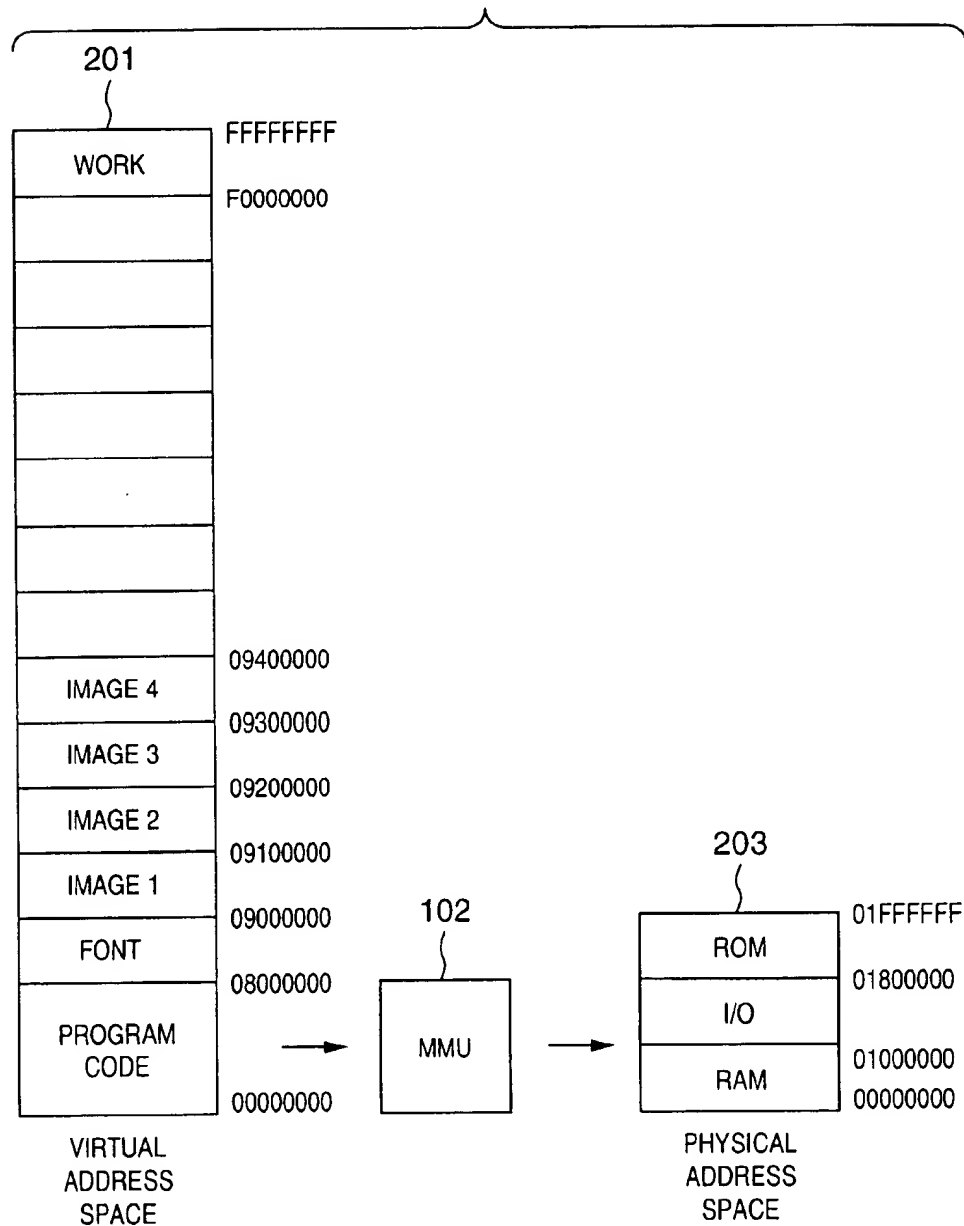 201
FFFFFFFF
WORK
F0000000
09400000
IMAGE 4
09300000
IMAGE 3
09200000
IMAGE 2
09100000
IMAGE 1
09000000
FONT
08000000
PROGRAM
CODE
00000000
VIRTUAL
ADDRESS
SPACE
102
MMU
203
01FFFFFF
ROM
01800000
I/O
01000000
RAM
00000000
PHYSICAL
ADDRESS
SPACE